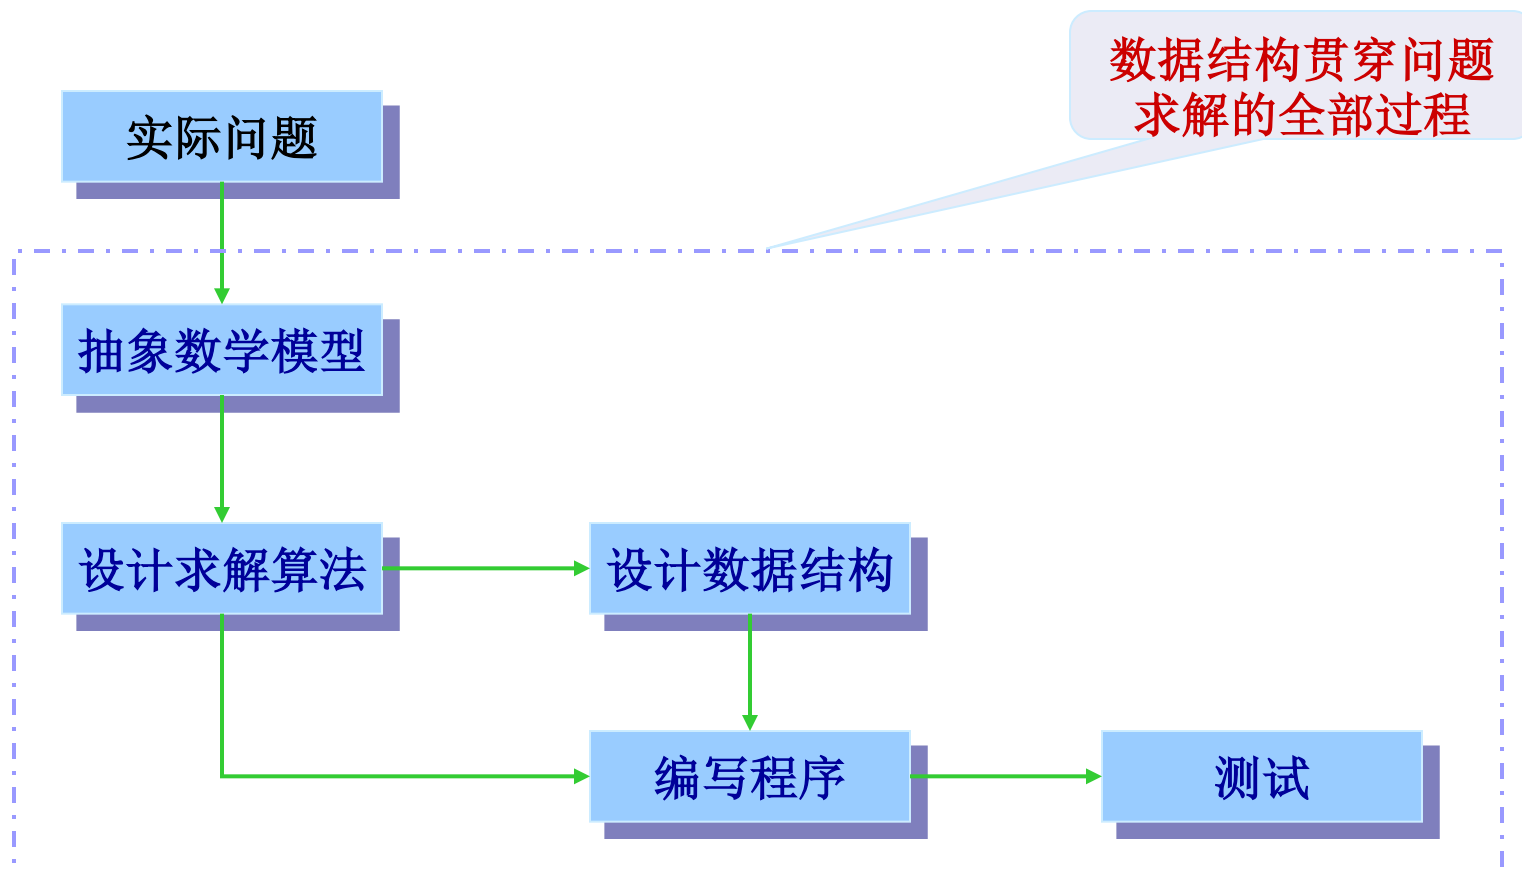 数据结构贯穿问题
求解的全部过程
实际问题
抽象数学模型
设计求解算法
设计数据结构
编写程序
测试